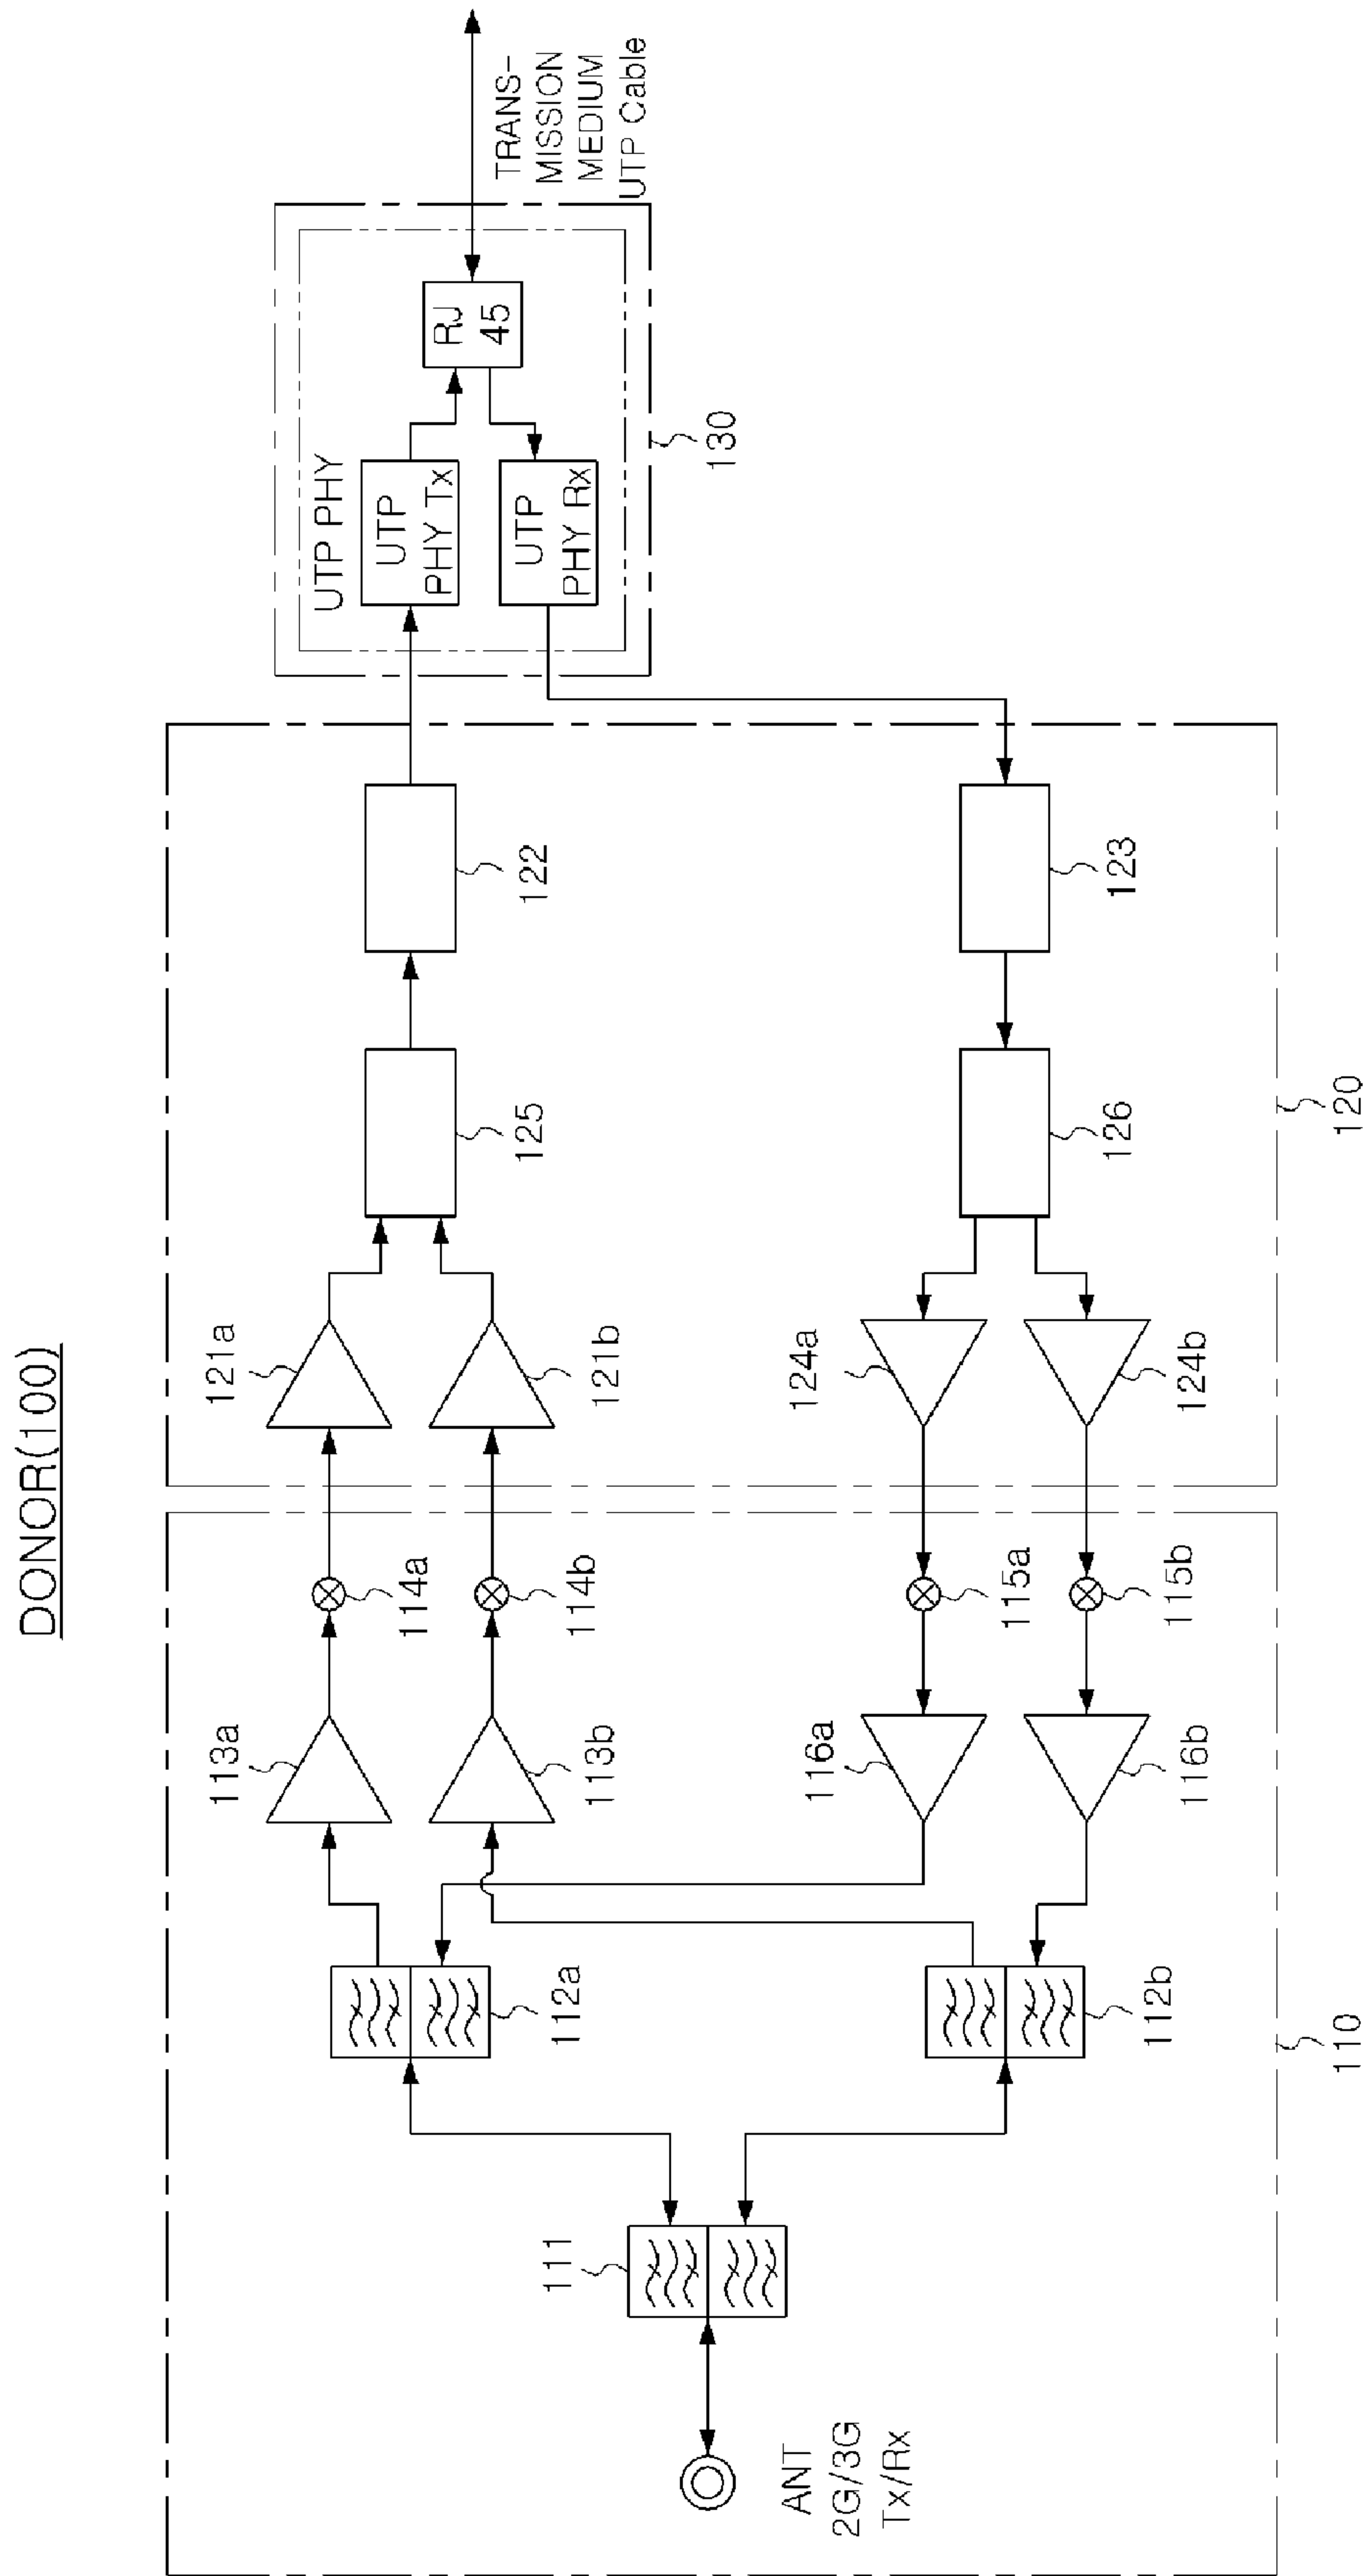 DONOR(100)
ANT
2G/3G
Tx/Rx
111
112a
112b
113a
113b
114a
114b
116a
116b
115a
115b
110
121a
121b
124a
124b
125
126
122
123
120
UTP PHY
UTP
PHY Tx
UTP
PHY Rx
RJ
45
130
TRANS-
MISSION
MEDIUM
UTP Cable